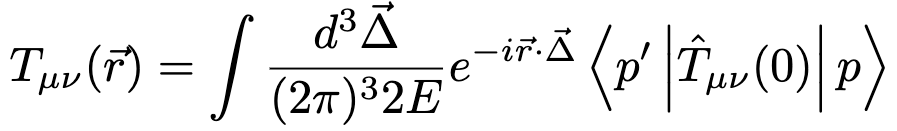 $T_{\mu\nu}(\vec{r}) = \int \frac{d^3\vec{\Delta}}{(2\pi)^3 2E} e^{-i\vec{r}\cdot\vec{\Delta}} \left\langle p' \left| \hat{T}_{\mu\nu}(0) \right| p \right\rangle$